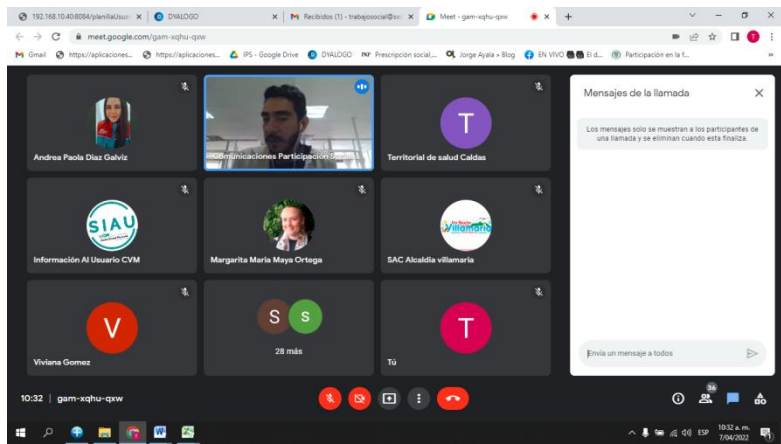 192.168.10.40:8084/planillaUsuar
DYALOGO
Recibidos (1) - trabajosocial@se
Meet - gam-xqhu-qxw
meet.google.com/gam-xqhu-qxw
T
Gmail
https://aplicaciones...
https://aplicaciones...
IPS - Google Drive
DYALOGO
Prescripción social,...
Jorge Ayala » Blog
EN VIVO
El d...
Participación en la f...
Andrea Paola Diaz Galviz
Comunicaciones Participación
T
Territorial de salud Caldas
SIAU
Información Al Usuario CVM
Margarita Maria Maya Ortega
Villamaría
SAC Alcaldia villamaria
V
Viviana Gomez
S
s
28 más
T
Tú
Mensajes de la llamada
Los mensajes solo se muestran a los participantes de
una llamada y se eliminan cuando esta finaliza.
Envía un mensaje a todos
10:32 | gam-xqhu-qxw
36
ESP
10:32 a. m.
7/04/2022